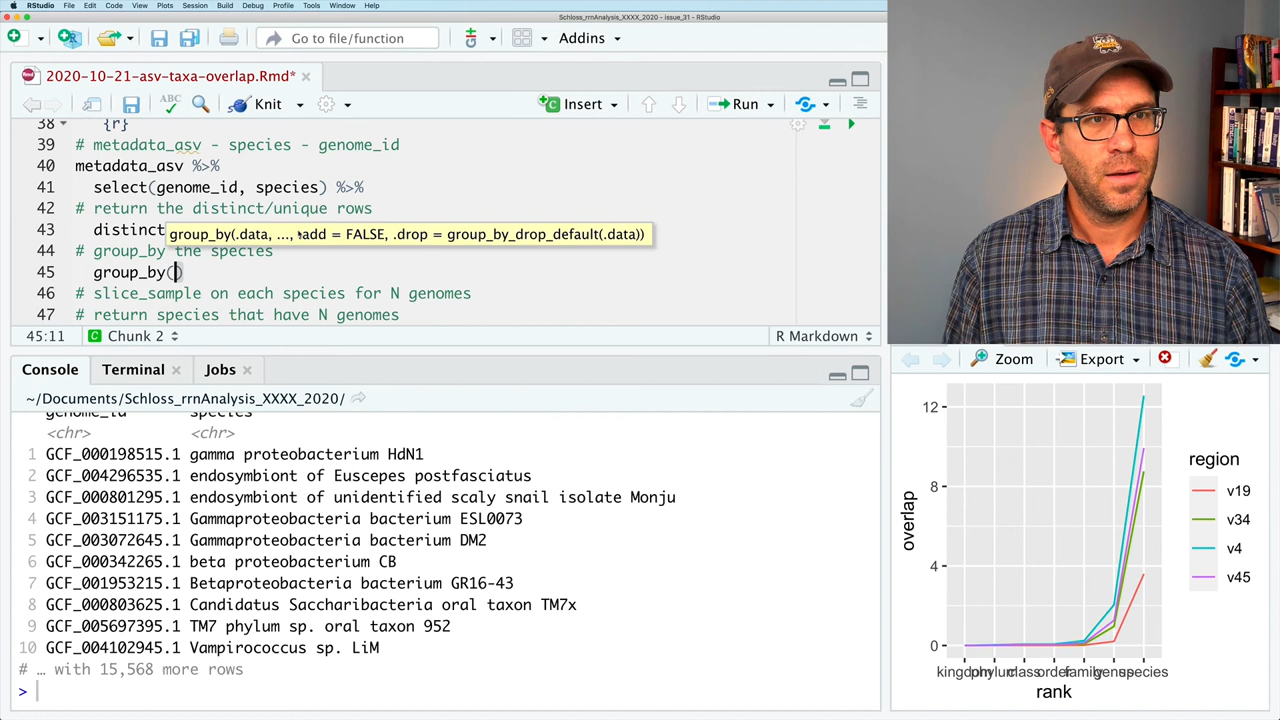 RStudio File Edit Code View Plots Session Build Debug Profile Tools Window Help
Schloss_rrnAnalysis_XXXX_2020 - issue_31 - RStudio
Go to file/function Addins
2020-10-21-asv-taxa-overlap.Rmd*
ABC Knit Insert Run
38 {r}
39 # metadata_asv - species - genome_id
40 metadata_asv %>%
41 select(genome_id, species) %>%
42 # return the distinct/unique rows
43 distinct
group_by(.data, ..., .add = FALSE, .drop = group_by_drop_default(.data))
44 # group_by the species
45 group_by()
46 # slice_sample on each species for N genomes
47 # return species that have N genomes
45:11 Chunk 2 R Markdown
Console Terminal Jobs
~/Documents/Schloss_rrnAnalysis_XXXX_2020/
genome_id species
<chr> <chr>
1 GCF_000198515.1 gamma proteobacterium HdN1
2 GCF_004296535.1 endosymbiont of Euscepes postfasciatus
3 GCF_000801295.1 endosymbiont of unidentified scaly snail isolate Monju
4 GCF_003151175.1 Gammaproteobacteria bacterium ESL0073
5 GCF_003072645.1 Gammaproteobacteria bacterium DM2
6 GCF_000342265.1 beta proteobacterium CB
7 GCF_001953215.1 Betaproteobacteria bacterium GR16-43
8 GCF_000803625.1 Candidatus Saccharibacteria oral taxon TM7x
9 GCF_005697395.1 TM7 phylum sp. oral taxon 952
10 GCF_004102945.1 Vampirococcus sp. LiM
# … with 15,568 more rows
>
Zoom Export
12
8
4
0
overlap
kingdom phylum class order family genus species
rank
region
v19
v34
v4
v45